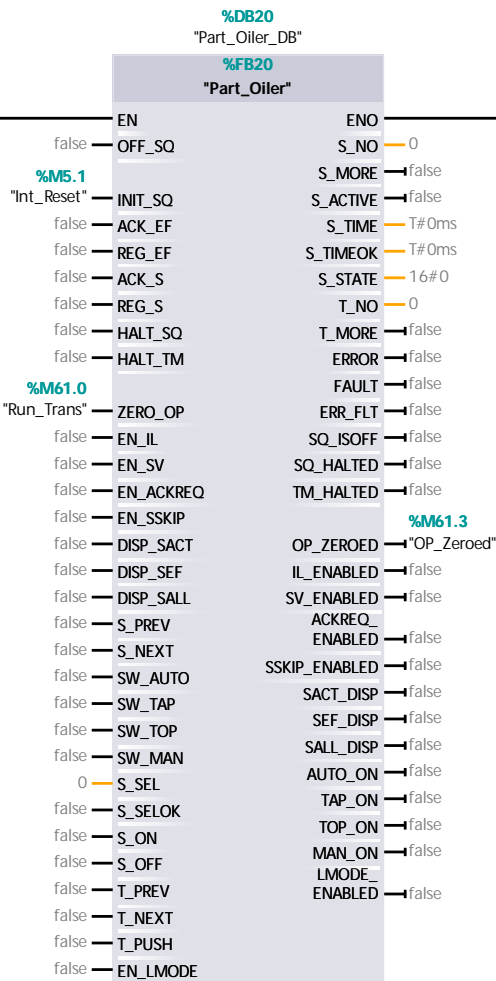 %DB20
"Part_Oiler_DB"
%FB20
"Part_Oiler"
EN ENO
false OFF_SQ S_NO 0
S_MORE false
%M5.1
"Int_Reset" INIT_SQ S_ACTIVE false
false ACK_EF S_TIME T#0ms
false REG_EF S_TIMEOK T#0ms
false ACK_S S_STATE 16#0
false REG_S T_NO 0
false HALT_SQ T_MORE false
false HALT_TM ERROR false
%M61.0
FAULT false
"Run_Trans" ZERO_OP ERR_FLT false
false EN_IL SQ_ISOFF false
false EN_SV SQ_HALTED false
false EN_ACKREQ TM_HALTED false
false EN_SSKIP
%M61.3
false DISP_SACT OP_ZEROED "OP_Zeroed"
false DISP_SEF IL_ENABLED false
false DISP_SALL SV_ENABLED false
false S_PREV ACKREQ_
ENABLED false
false S_NEXT
SSKIP_ENABLED false
false SW_AUTO
SACT_DISP false
false SW_TAP
SEF_DISP false
false SW_TOP
SALL_DISP false
false SW_MAN
AUTO_ON false
0 S_SEL
TAP_ON false
false S_SELOK
TOP_ON false
false S_ON
MAN_ON false
false S_OFF
LMODE_
ENABLED false
false T_PREV
false T_NEXT
false T_PUSH
false EN_LMODE